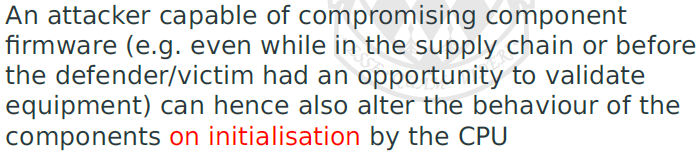 An attacker capable of compromising component
firmware (e.g. even while in the supply chain or before
the defender/victim had an opportunity to validate
equipment) can hence also alter the behaviour of the
components on initialisation by the CPU